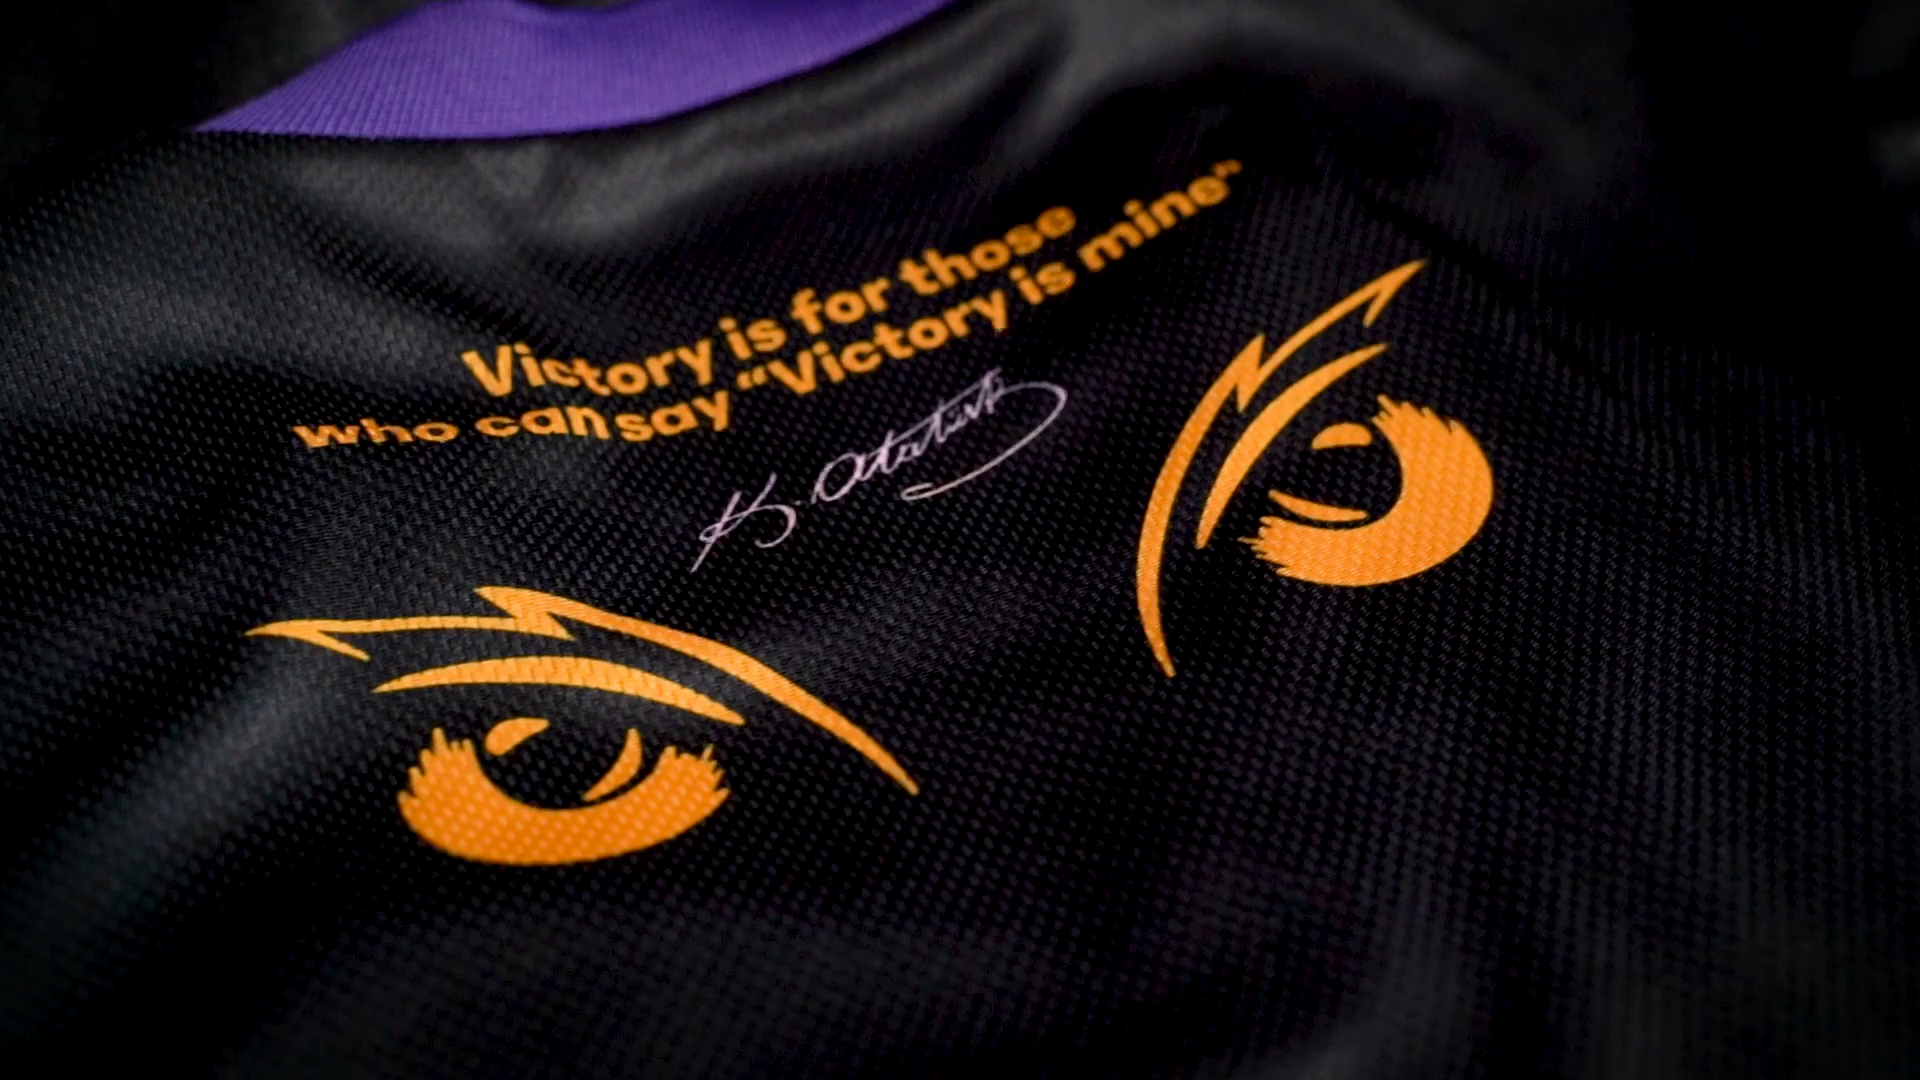 Victory is for those
who can say “Victory is mine“
K. Atatürk